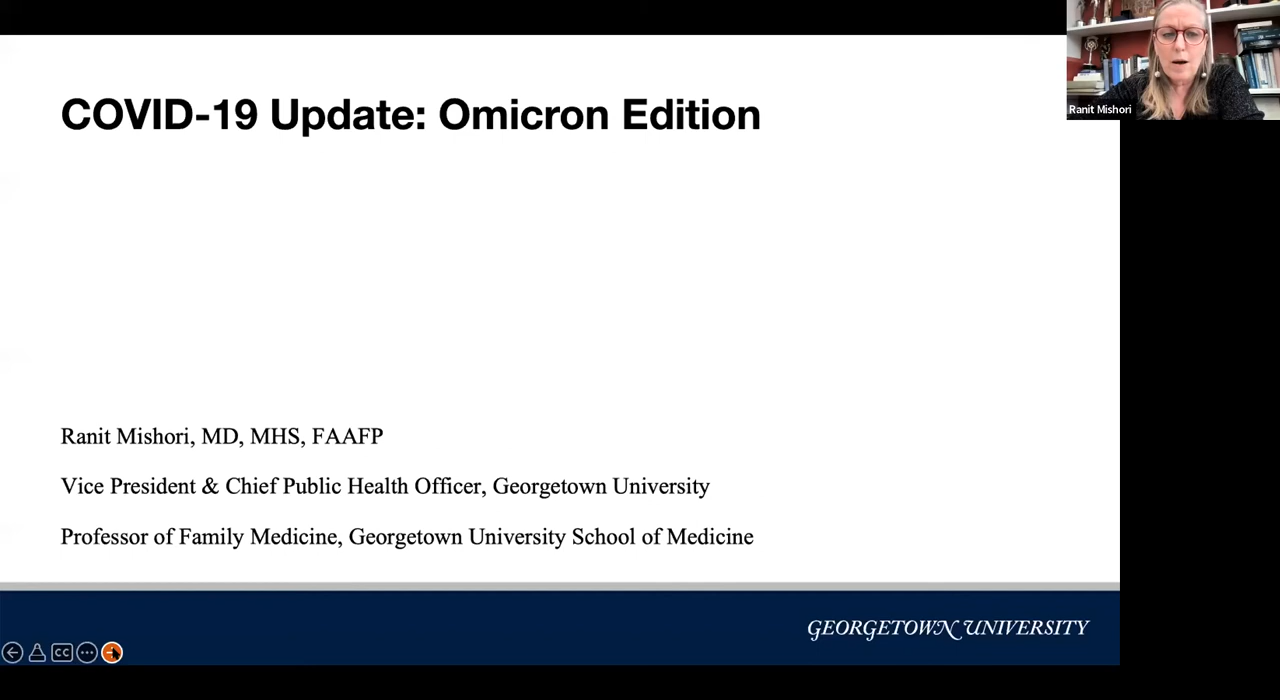 COVID-19 Update: Omicron Edition
Ranit Mishori
Ranit Mishori, MD, MHS, FAAFP
Vice President & Chief Public Health Officer, Georgetown University
Professor of Family Medicine, Georgetown University School of Medicine
GEORGETOWN UNIVERSITY
CC